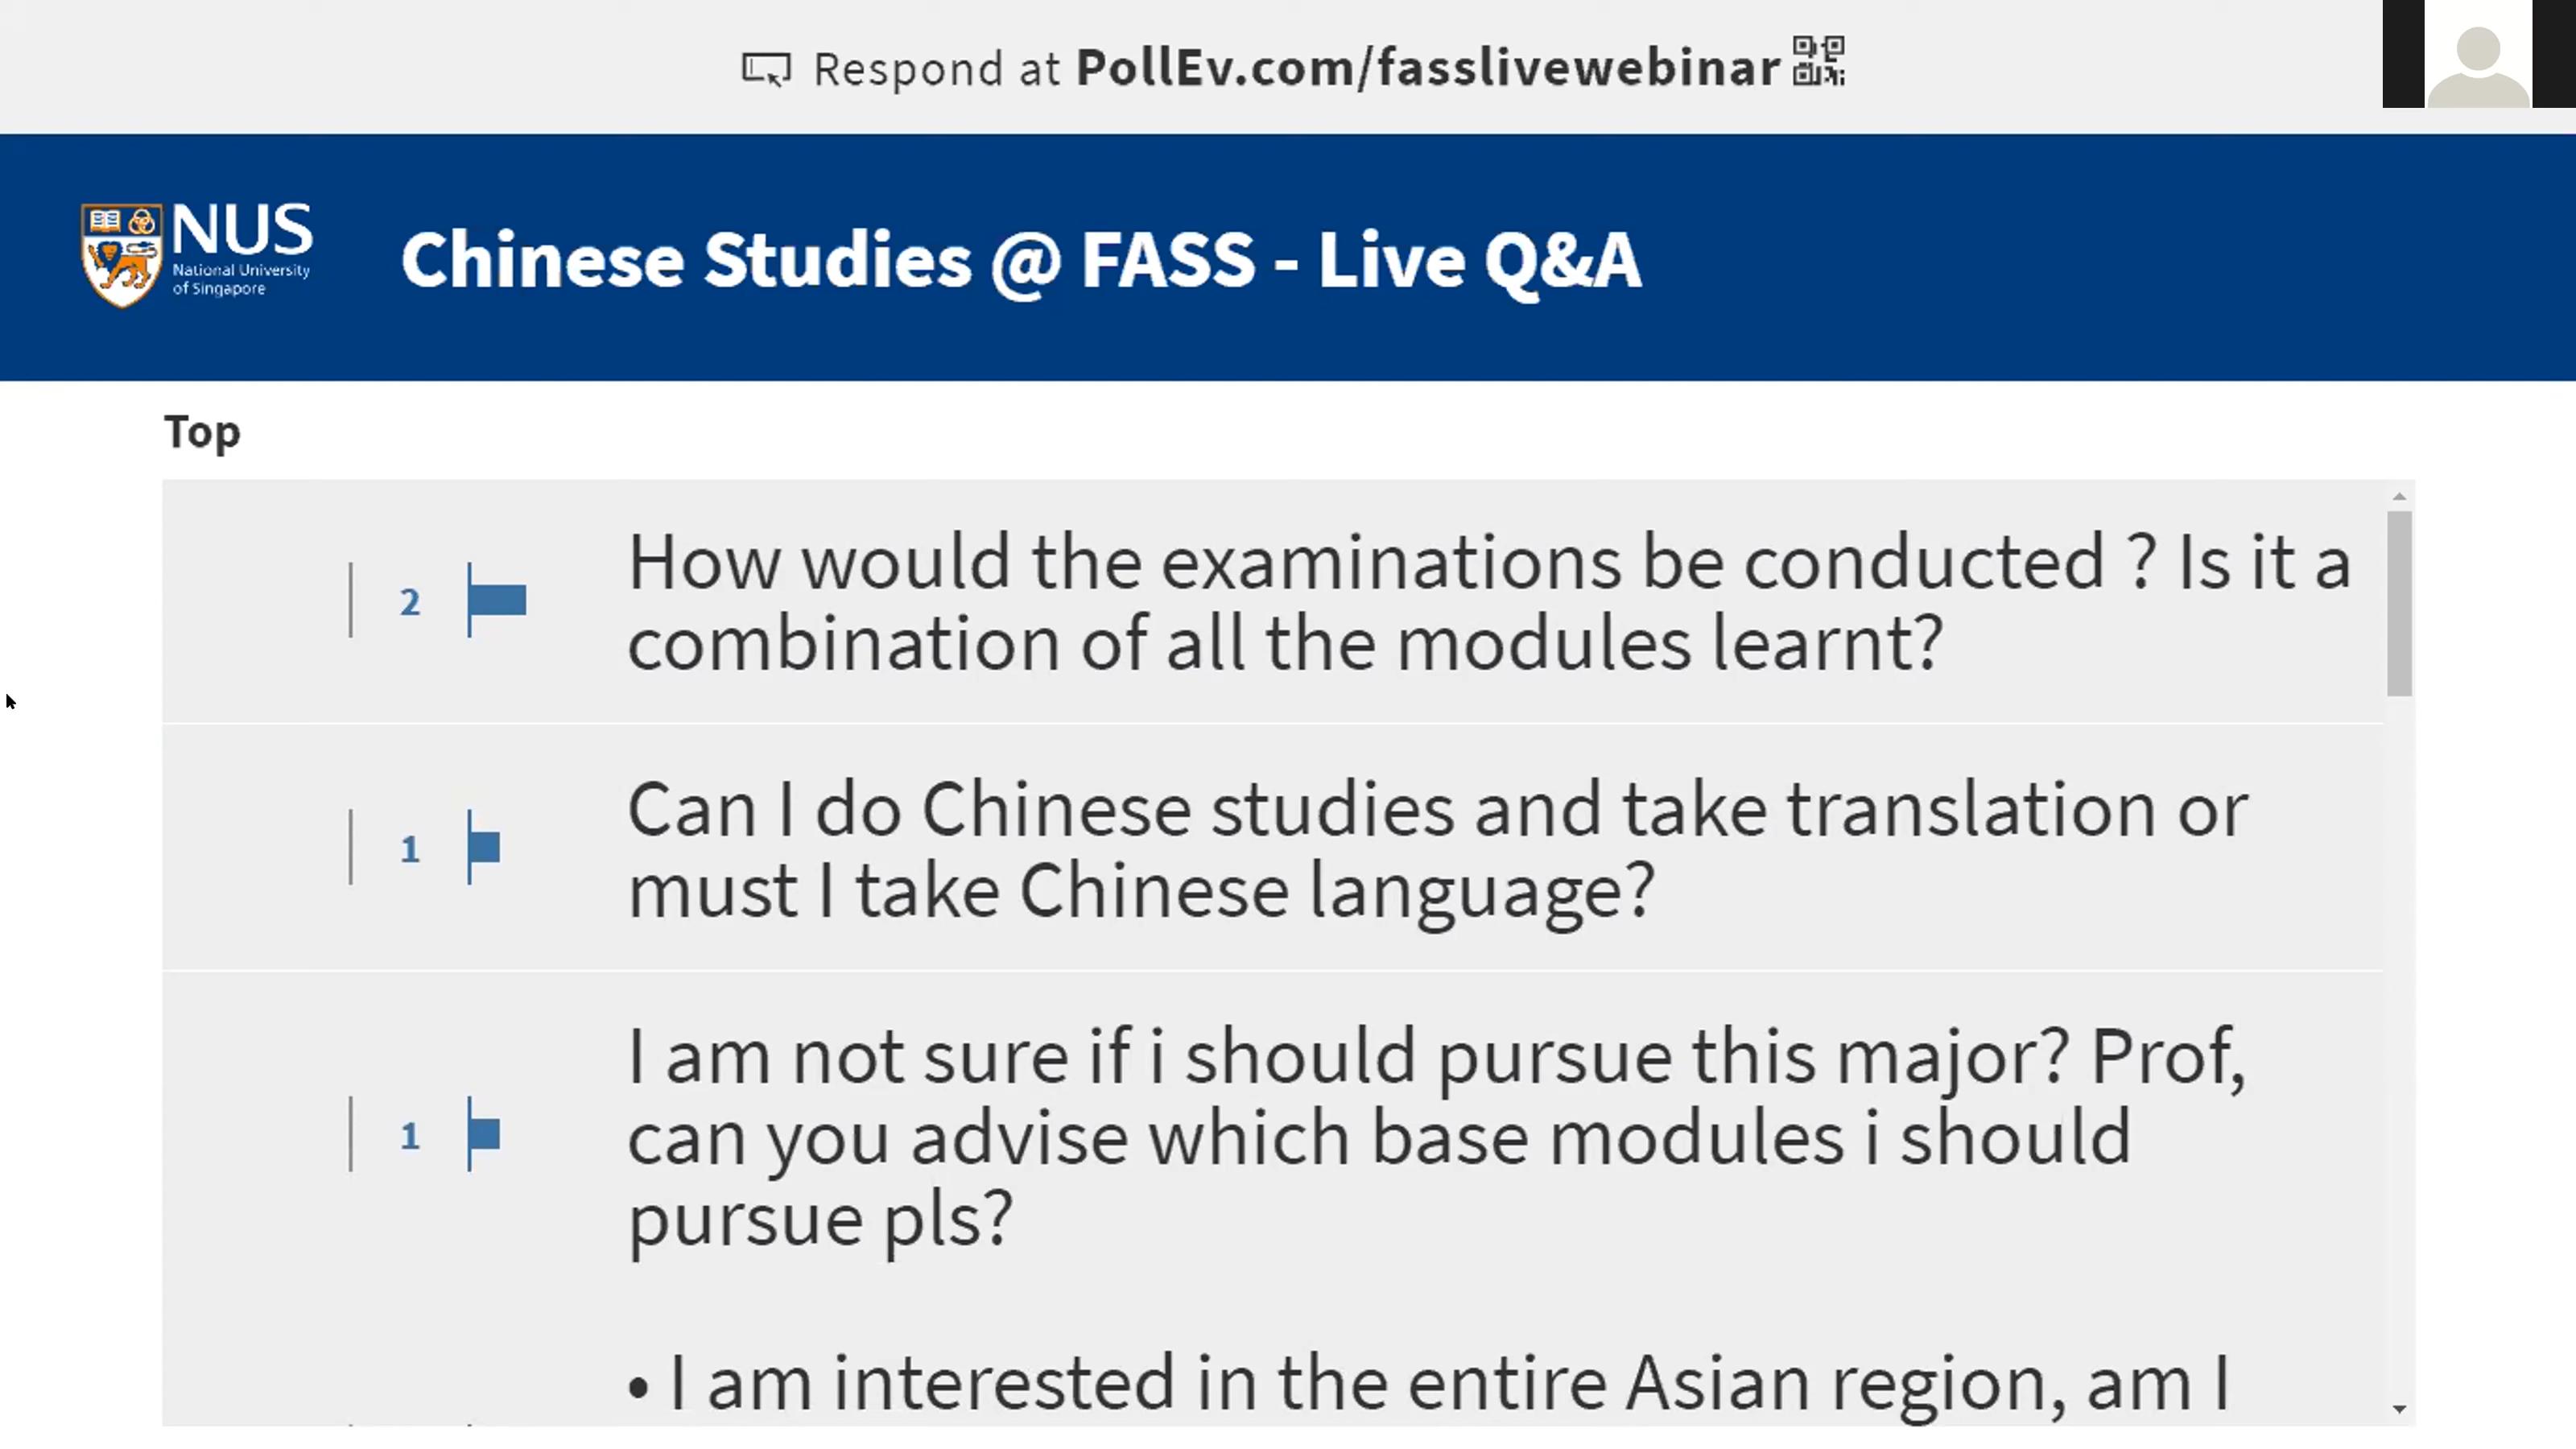 Respond at PollEv.com/fasslivewebinar
NUS
National University
of Singapore
Chinese Studies @ FASS - Live Q&A
Top
2
How would the examinations be conducted ? Is it a
combination of all the modules learnt?
1
Can I do Chinese studies and take translation or
must I take Chinese language?
1
I am not sure if i should pursue this major? Prof,
can you advise which base modules i should
pursue pls?
• I am interested in the entire Asian region, am I